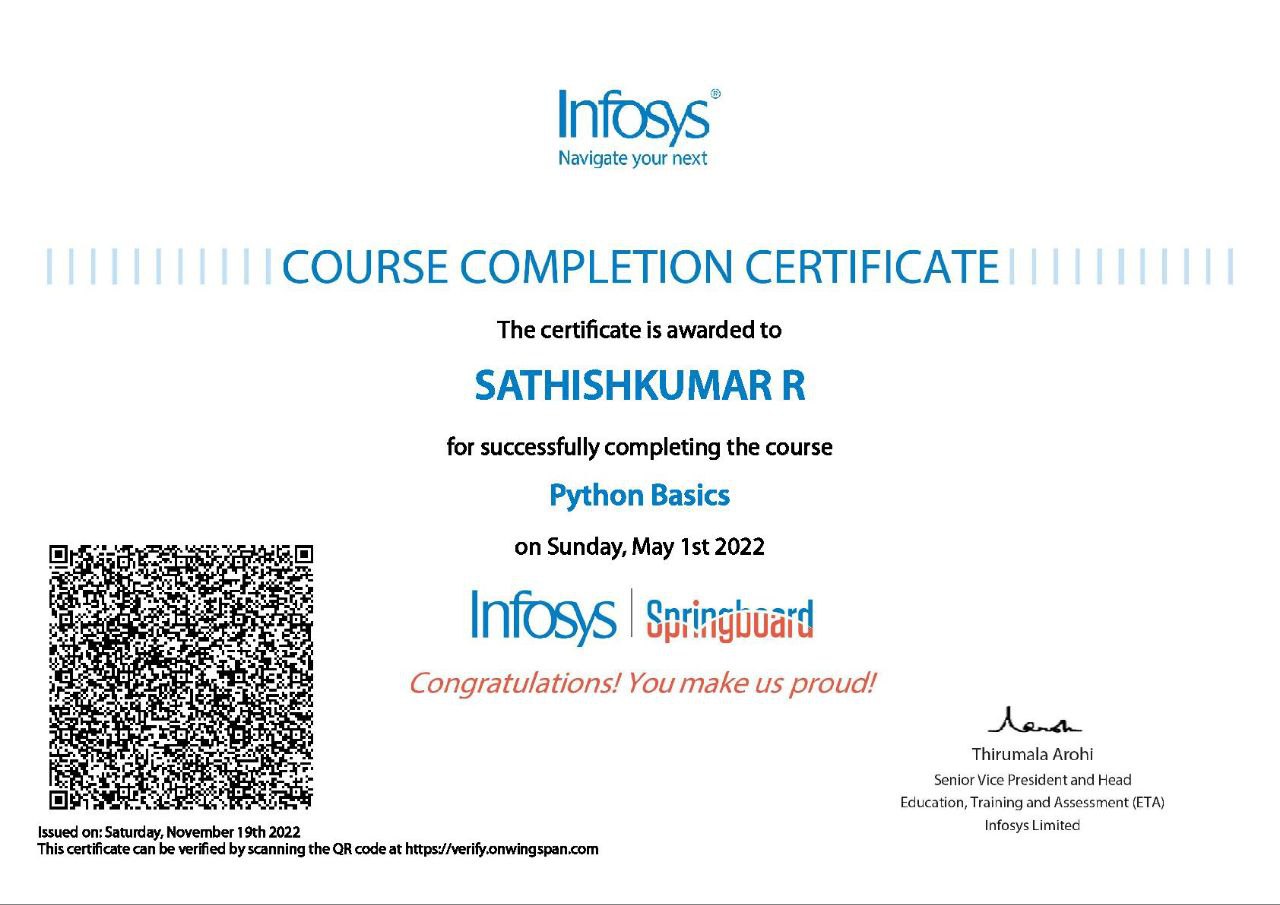 Infosys®
Navigate your next
COURSE COMPLETION CERTIFICATE
The certificate is awarded to
SATHISHKUMAR R
for successfully completing the course
Python Basics
on Sunday, May 1st 2022
Infosys | Springboard
Congratulations! You make us proud!
Thirumala Arohi
Senior Vice President and Head
Education, Training and Assessment (ETA)
Infosys Limited
Issued on: Saturday, November 19th 2022
This certificate can be verified by scanning the QR code at https://verify.onwingspan.com